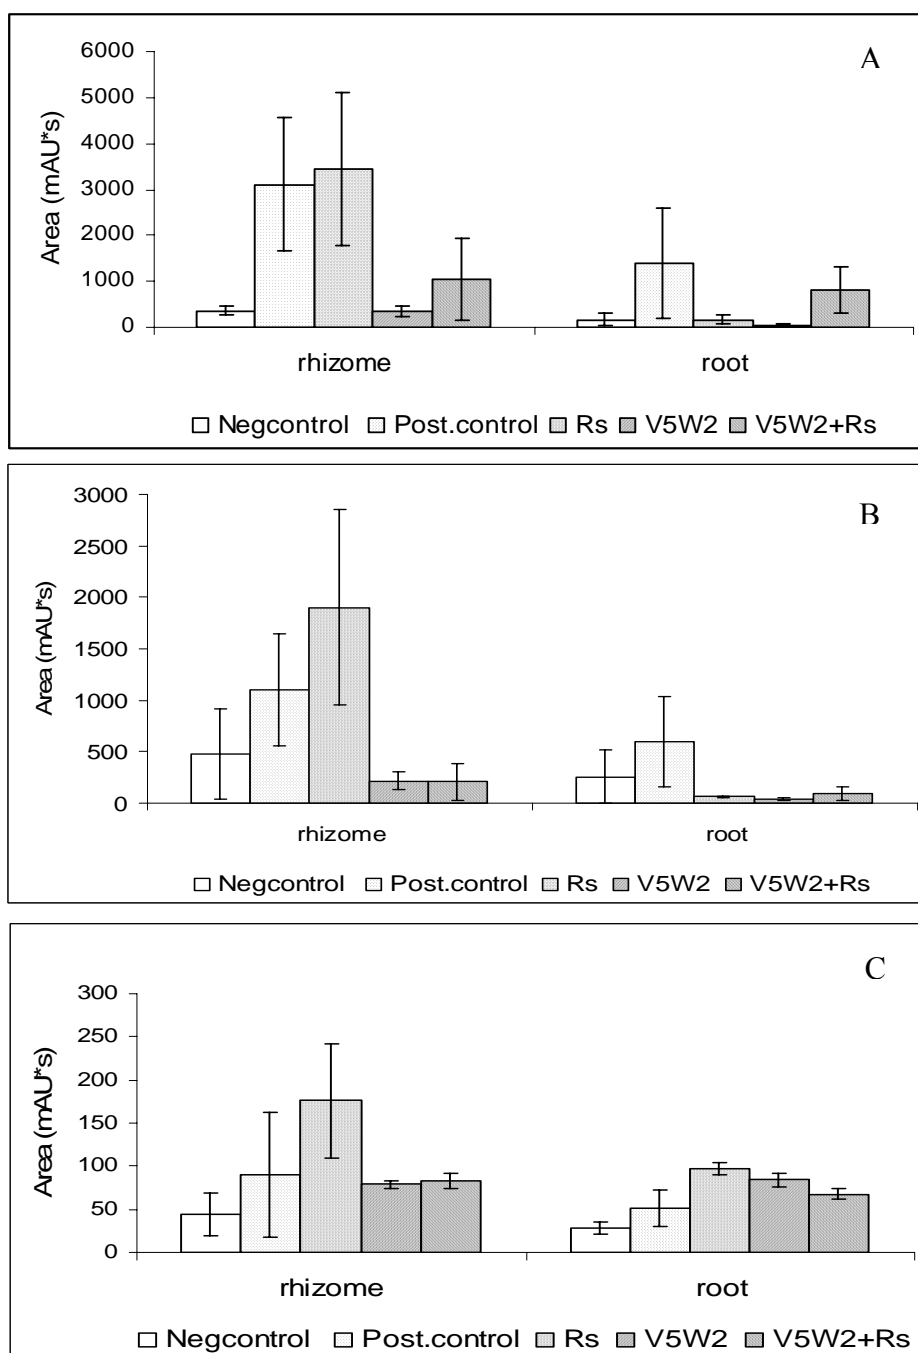 A
6000
5000
4000
3000
2000
1000
0
Area (mAU*s)
rhizome root
Negcontrol Post.control Rs V5W2 V5W2+Rs
B
3000
2500
2000
1500
1000
500
0
Area (mAU*s)
rhizome root
Negcontrol Post.control Rs V5W2 V5W2+Rs
C
300
250
200
150
100
50
0
Area (mAU*s)
rhizome root
Negcontrol Post.control Rs V5W2 V5W2+Rs